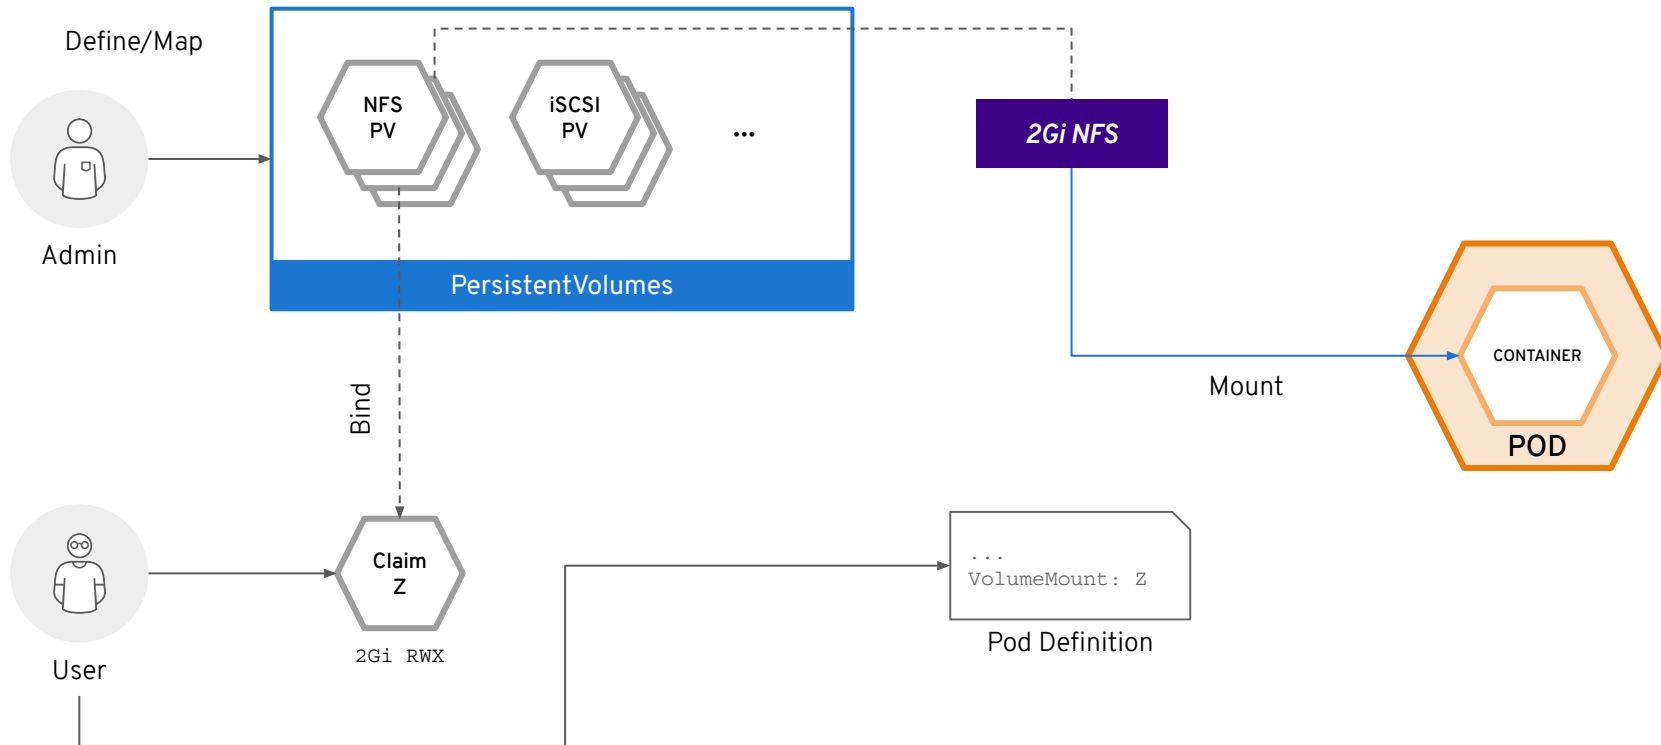 Define/Map
NFS
PV
iSCSI
PV
...
2Gi NFS
Admin
PersistentVolumes
CONTAINER
Mount
Bind
POD
Claim
Z
...
VolumeMount: Z
2Gi RWX
Pod Definition
User